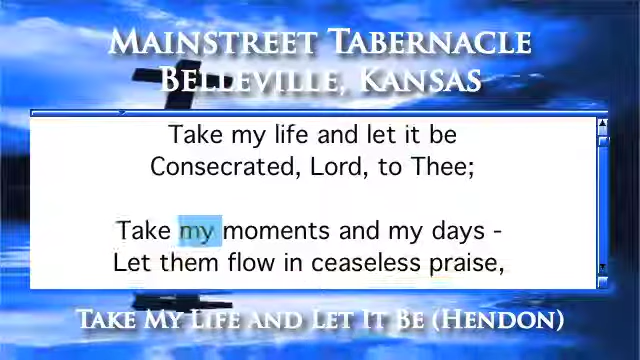 Mainstreet Tabernacle
Belleville, Kansas
Take my life and let it be
Consecrated, Lord, to Thee;
Take my moments and my days -
Let them flow in ceaseless praise,
Take My Life and Let It Be (Hendon)